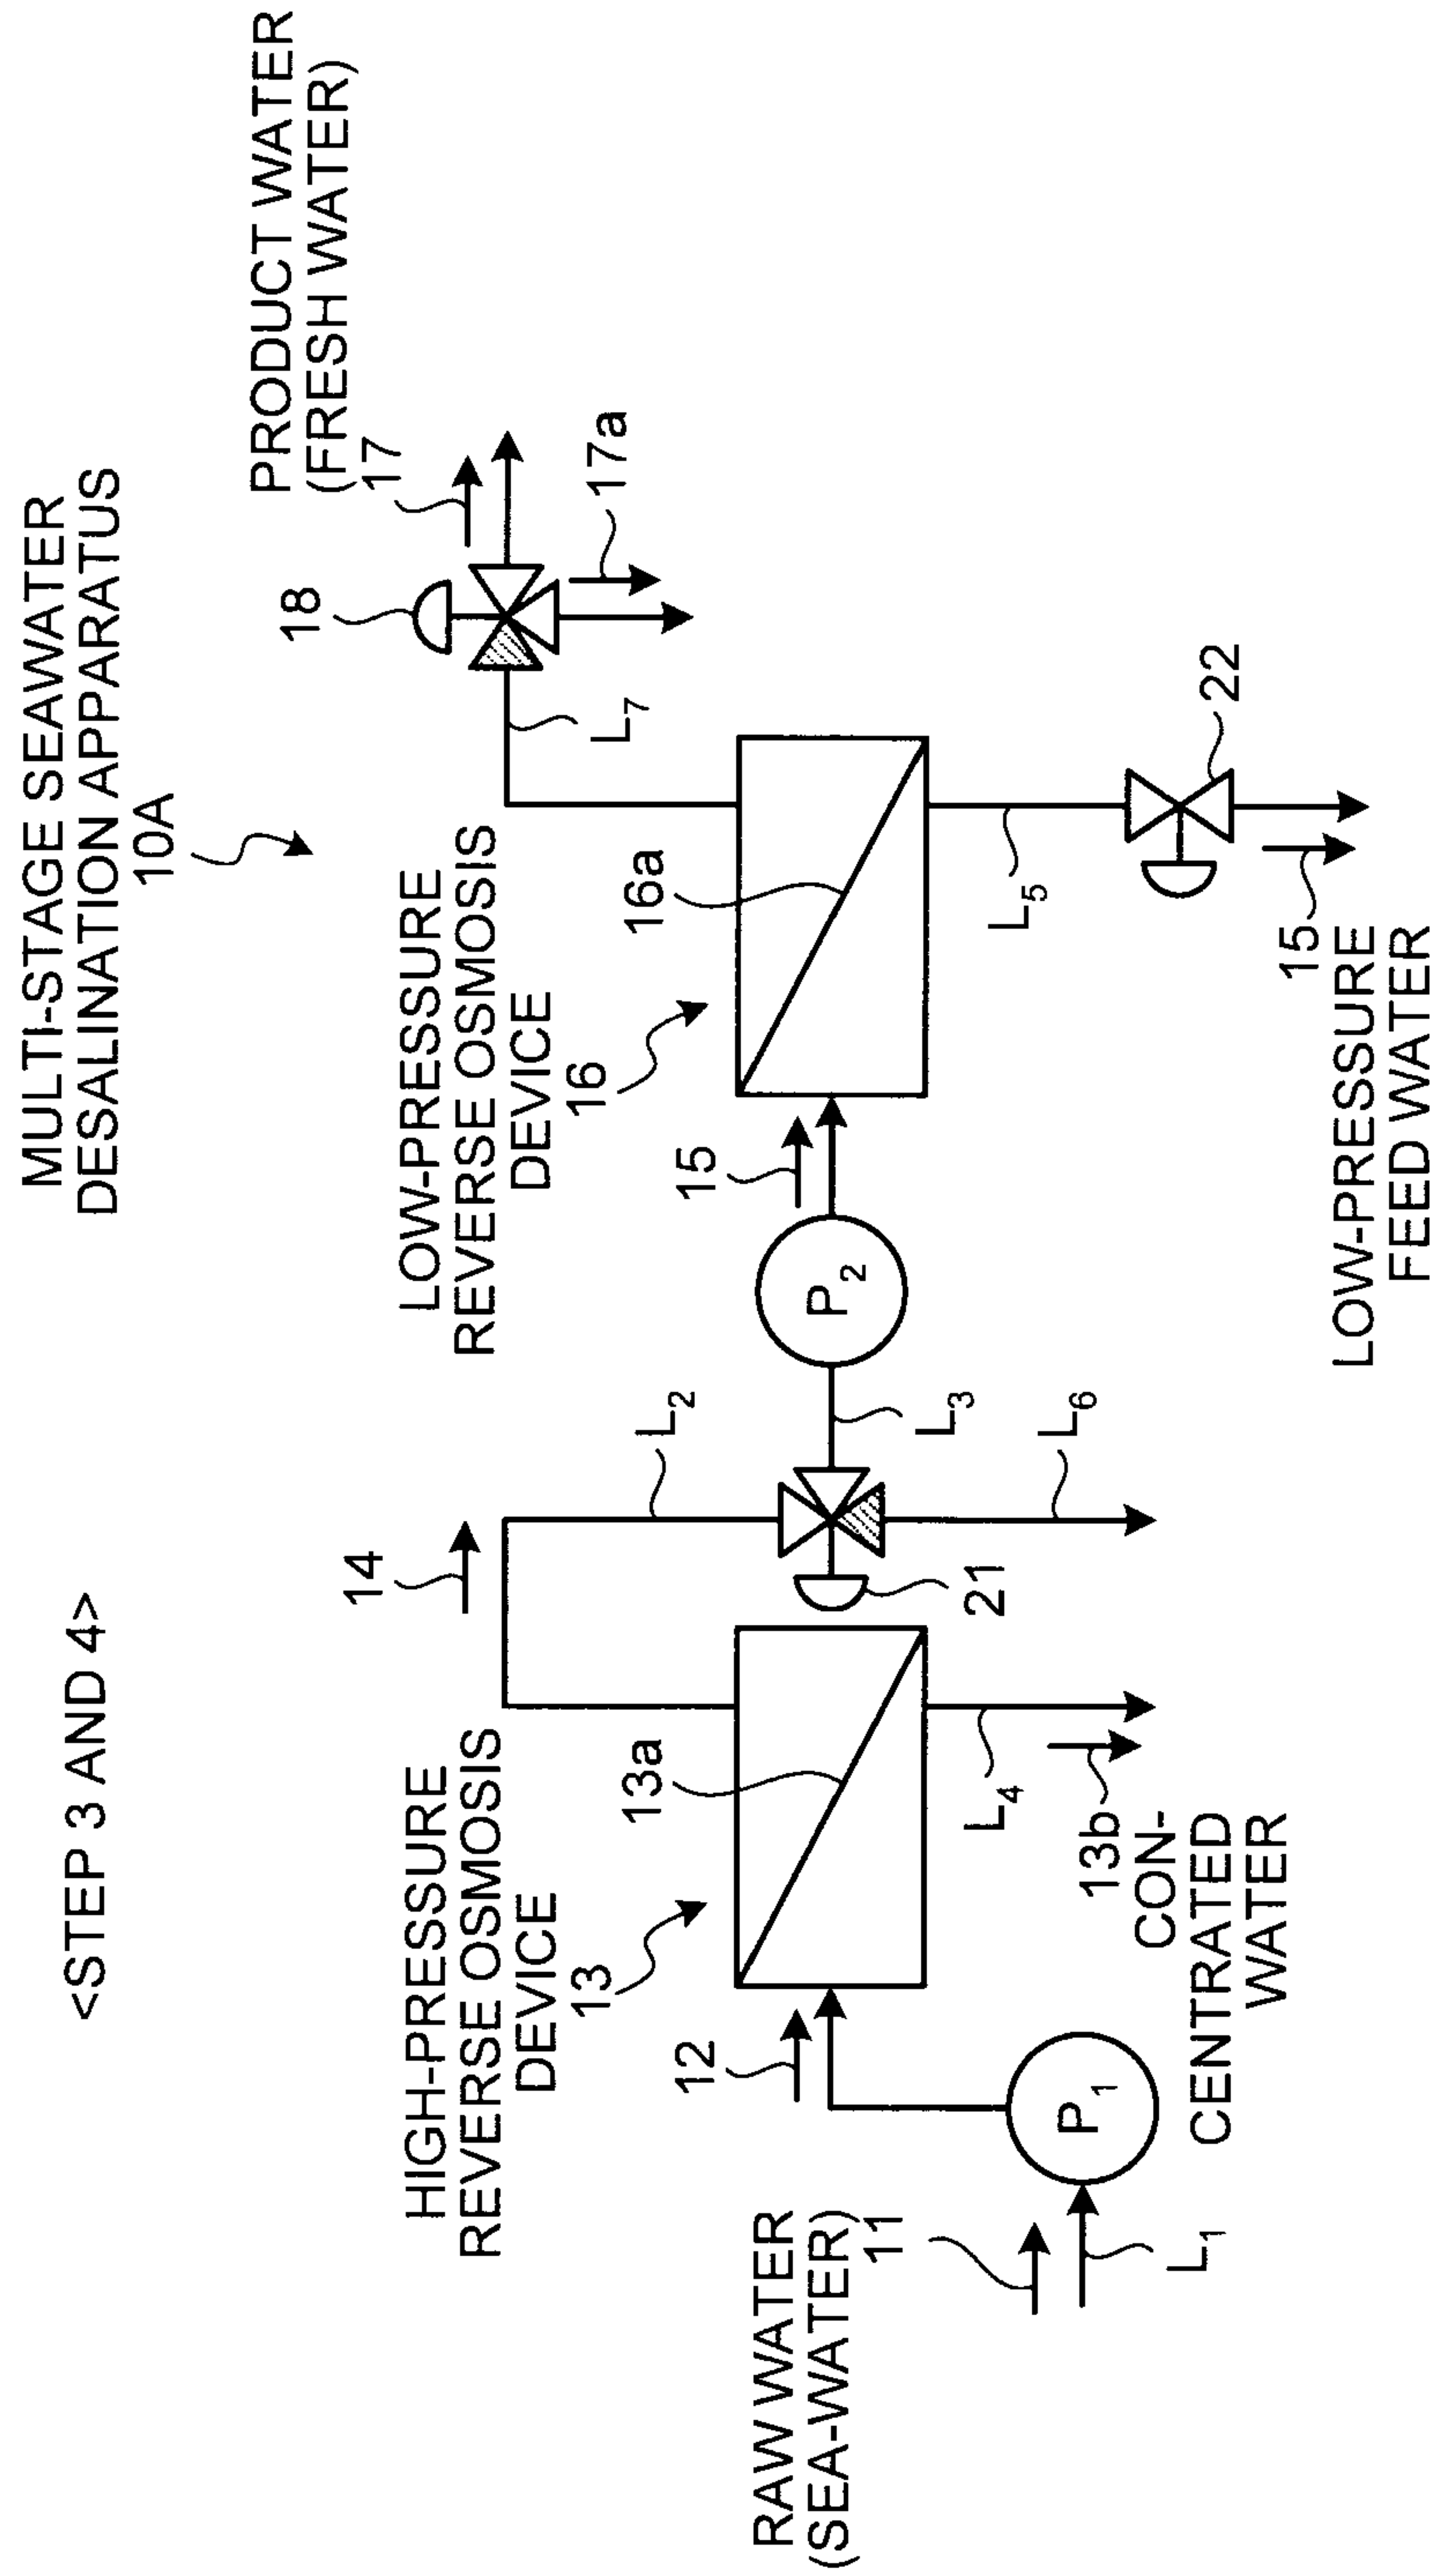 <STEP 3 AND 4>
MULTI-STAGE SEAWATER
DESALINATION APPARATUS
10A
PRODUCT WATER
(FRESH WATER)
17
18
17a
L7
HIGH-PRESSURE
REVERSE OSMOSIS
DEVICE
13
14
LOW-PRESSURE
REVERSE OSMOSIS
DEVICE
16
13a
L2
16a
12
15
RAW WATER
(SEA-WATER)
11
P1
L1
P2
L3
21
L6
L4
13b
CON-
CENTRATED
WATER
L5
22
15
LOW-PRESSURE
FEED WATER